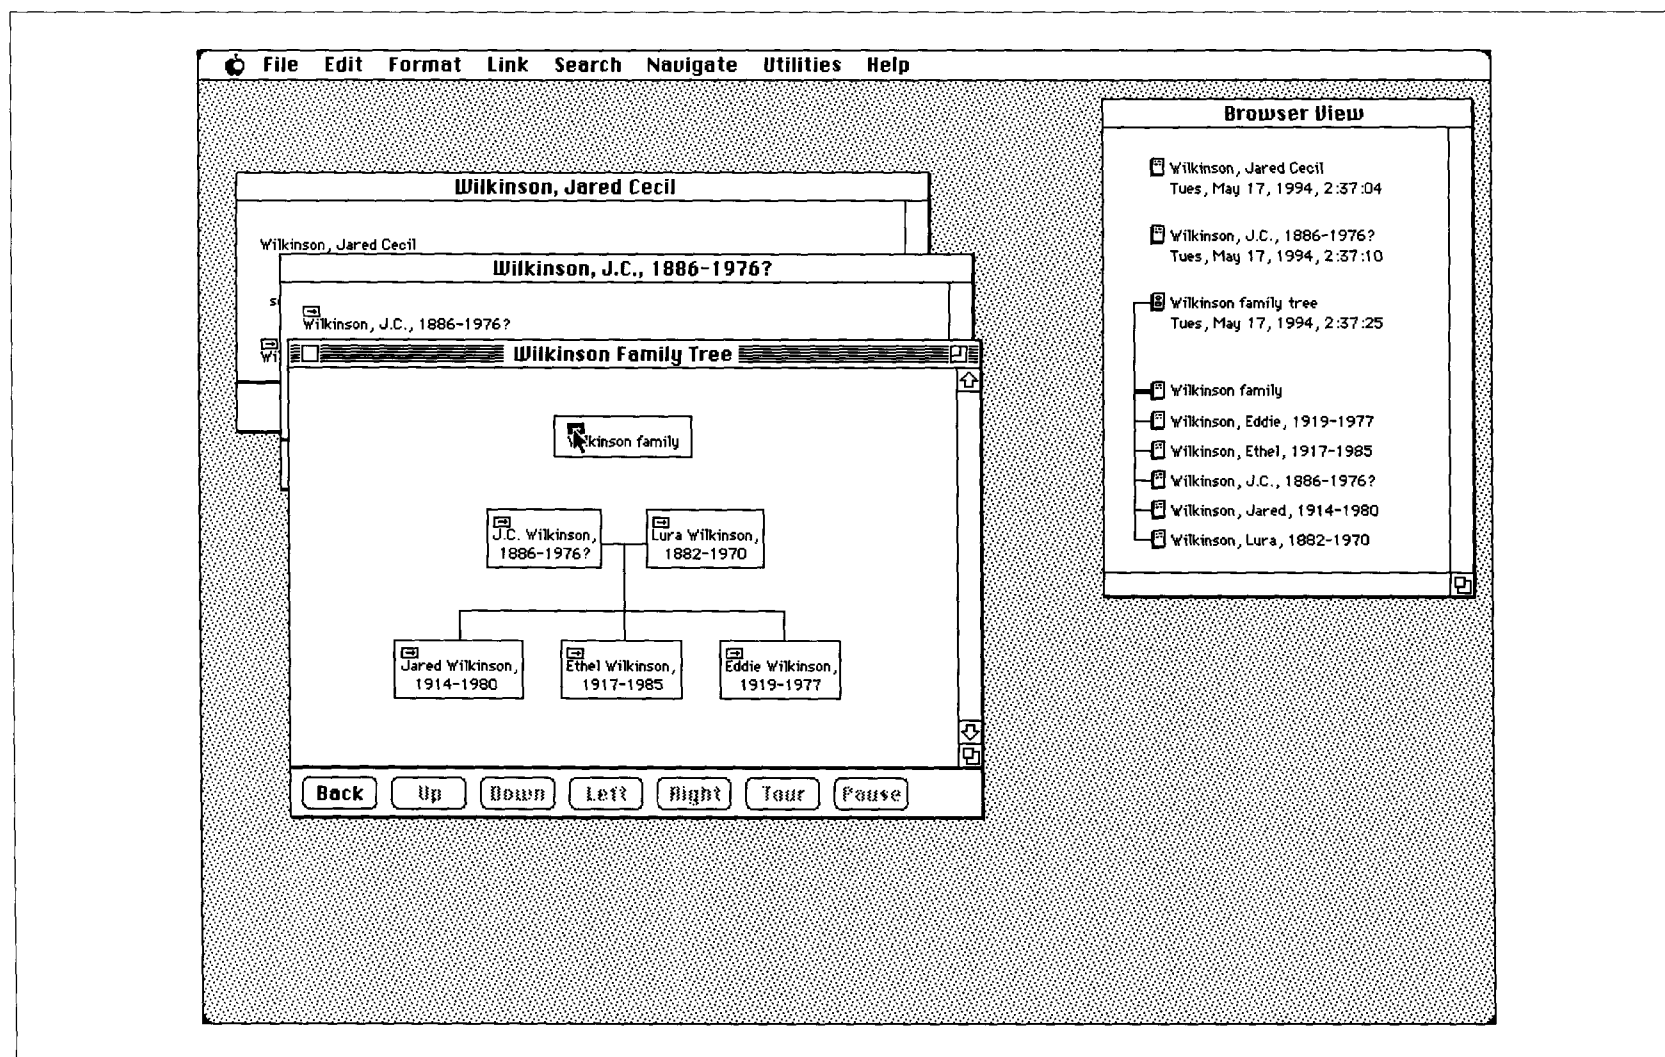 File Edit Format Link Search Navigate Utilities Help
Wilkinson, Jared Cecil
Wilkinson, Jared Cecil
Wilkinson, J.C., 1886-1976?
Wilkinson, J.C., 1886-1976?
Wilkinson Family Tree
family
J.C. Wilkinson,
1886-1976?
Lura Wilkinson,
1882-1970
Jared Wilkinson,
1914-1980
Ethel Wilkinson,
1917-1985
Eddie Wilkinson,
1919-1977
Back Up Down Left Right Tour Pause
Browser View
Wilkinson, Jared Cecil
Tues, May 17, 1994, 2:37:04
Wilkinson, J.C., 1886-1976?
Tues, May 17, 1994, 2:37:10
Wilkinson family tree
Tues, May 17, 1994, 2:37:25
Wilkinson family
Wilkinson, Eddie, 1919-1977
Wilkinson, Ethel, 1917-1985
Wilkinson, J.C., 1886-1976?
Wilkinson, Jared, 1914-1980
Wilkinson, Lura, 1882-1970